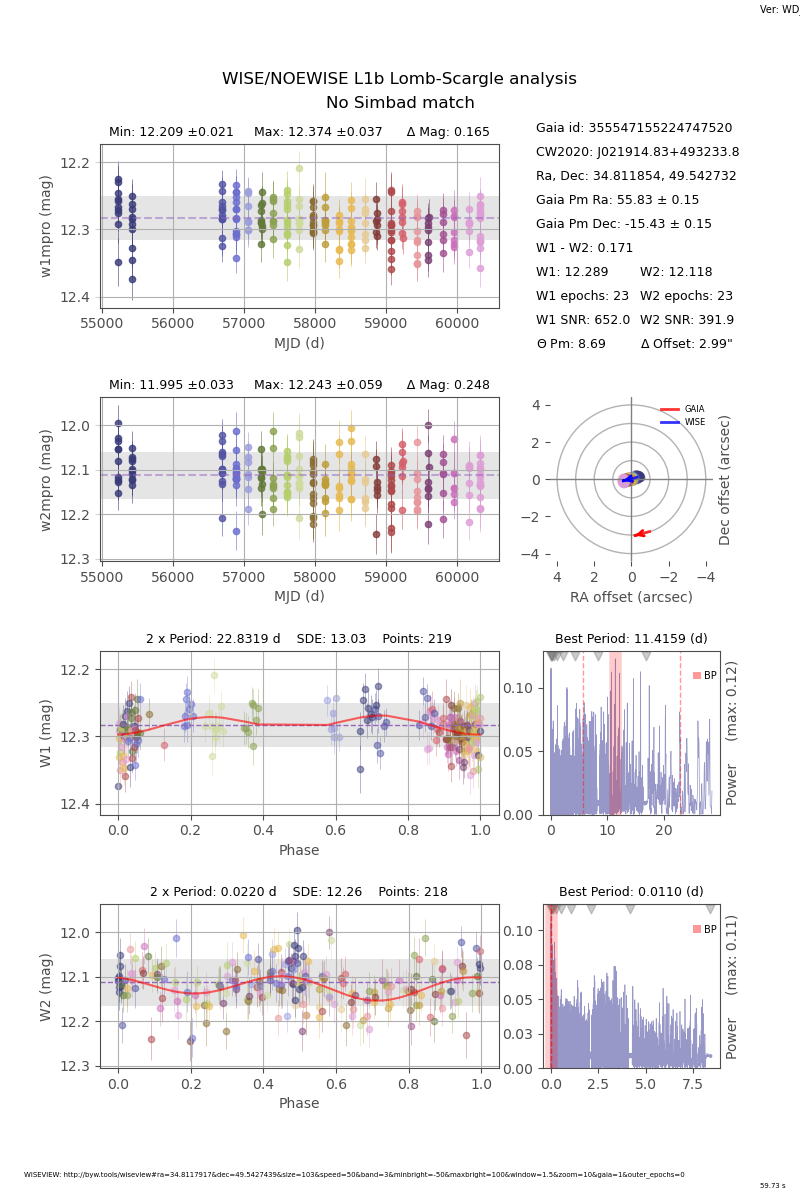 Ver: WD_
WISE/NOEWISE L1b Lomb-Scargle analysis
No Simbad match
Min: 12.209 ±0.021 Max: 12.374 ±0.037 Δ Mag: 0.165
12.2
12.3
12.4
w1mpro (mag)
55000 56000 57000 58000 59000 60000
MJD (d)
Gaia id: 355547155224747520
CW2020: J021914.83+493233.8
Ra, Dec: 34.811854, 49.542732
Gaia Pm Ra: 55.83 ± 0.15
Gaia Pm Dec: -15.43 ± 0.15
W1 - W2: 0.171
W1: 12.289 W2: 12.118
W1 epochs: 23 W2 epochs: 23
W1 SNR: 652.0 W2 SNR: 391.9
Θ Pm: 8.69 Δ Offset: 2.99"
Min: 11.995 ±0.033 Max: 12.243 ±0.059 Δ Mag: 0.248
12.0
12.1
12.2
12.3
w2mpro (mag)
55000 56000 57000 58000 59000 60000
MJD (d)
GAIA
WISE
4
2
0
−2
−4
Dec offset (arcsec)
4 2 0 −2 −4
RA offset (arcsec)
2 x Period: 22.8319 d SDE: 13.03 Points: 219
12.2
12.3
12.4
W1 (mag)
0.0 0.2 0.4 0.6 0.8 1.0
Phase
Best Period: 11.4159 (d)
BP
0.10
0.05
0.00
Power (max: 0.12)
0 10 20
2 x Period: 0.0220 d SDE: 12.26 Points: 218
12.0
12.1
12.2
12.3
W2 (mag)
0.0 0.2 0.4 0.6 0.8 1.0
Phase
Best Period: 0.0110 (d)
BP
0.10
0.08
0.05
0.03
0.00
Power (max: 0.11)
0.0 2.5 5.0 7.5
WISEVIEW: http://byw.tools/wiseview#ra=34.8117917&dec=49.5427439&size=103&speed=50&band=3&minbright=-50&maxbright=100&window=1.5&zoom=10&gaia=1&outer_epochs=0
59.73 s